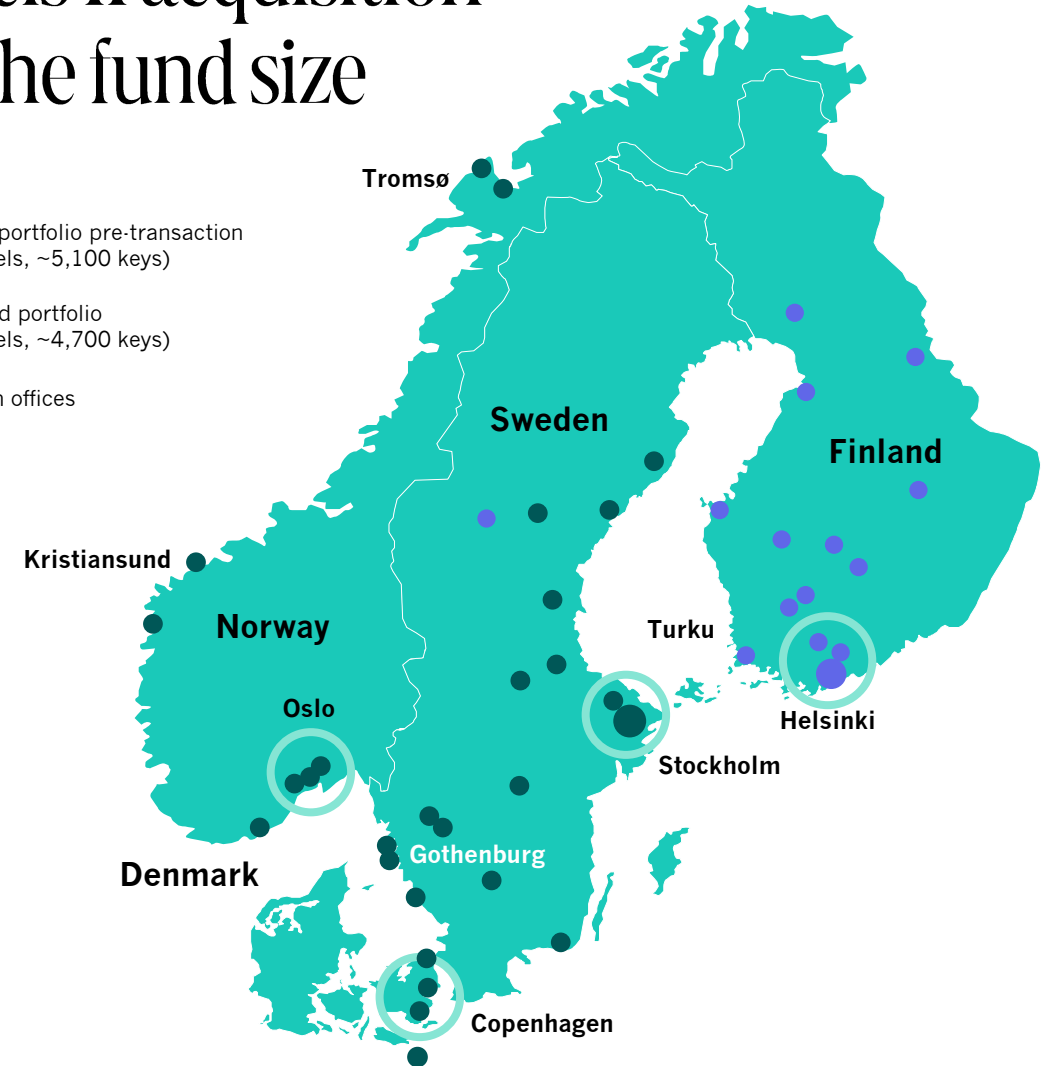 he fund size
Tromsø
portfolio pre-transaction
els, ~5,100 keys)
d portfolio
els, ~4,700 keys)
offices
Sweden
Finland
Kristiansund
Norway
Turku
Oslo
Helsinki
Stockholm
Gothenburg
Denmark
Copenhagen